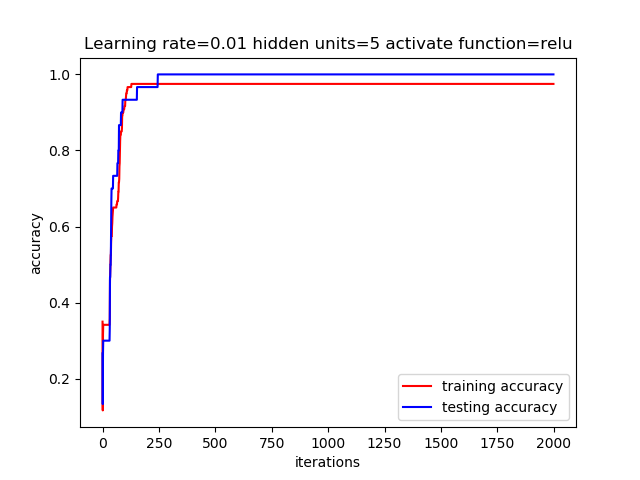 Learning rate=0.01 hidden units=5 activate function=relu
1.0
0.8
0.6
0.4
0.2
accuracy
training accuracy
testing accuracy
0 250 500 750 1000 1250 1500 1750 2000
iterations